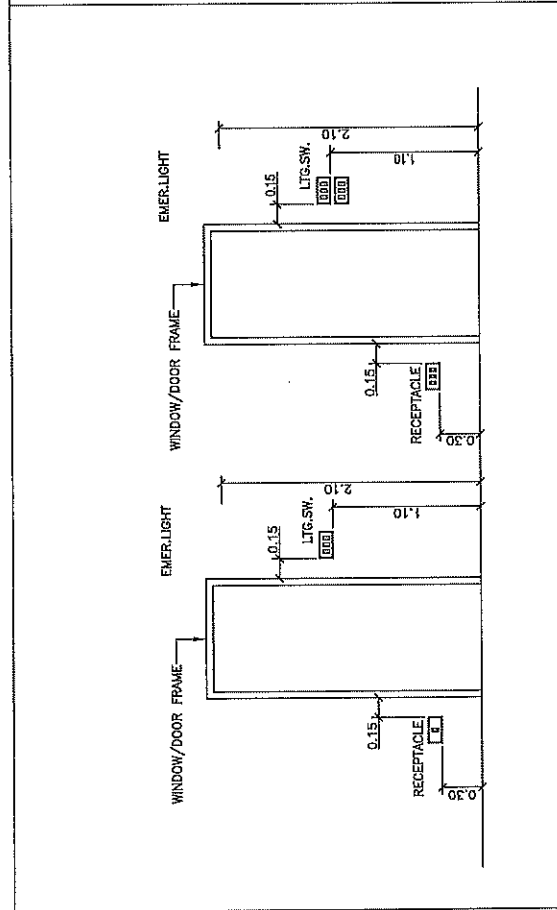 WINDOW/DOOR FRAME
EMER.LIGHT
0.15
LTG.SW.
2.10
1.10
0.15
RECEPTACLE
0.30
WINDOW/DOOR FRAME
EMER.LIGHT
0.15
LTG.SW.
2.10
1.10
0.15
RECEPTACLE
0.30